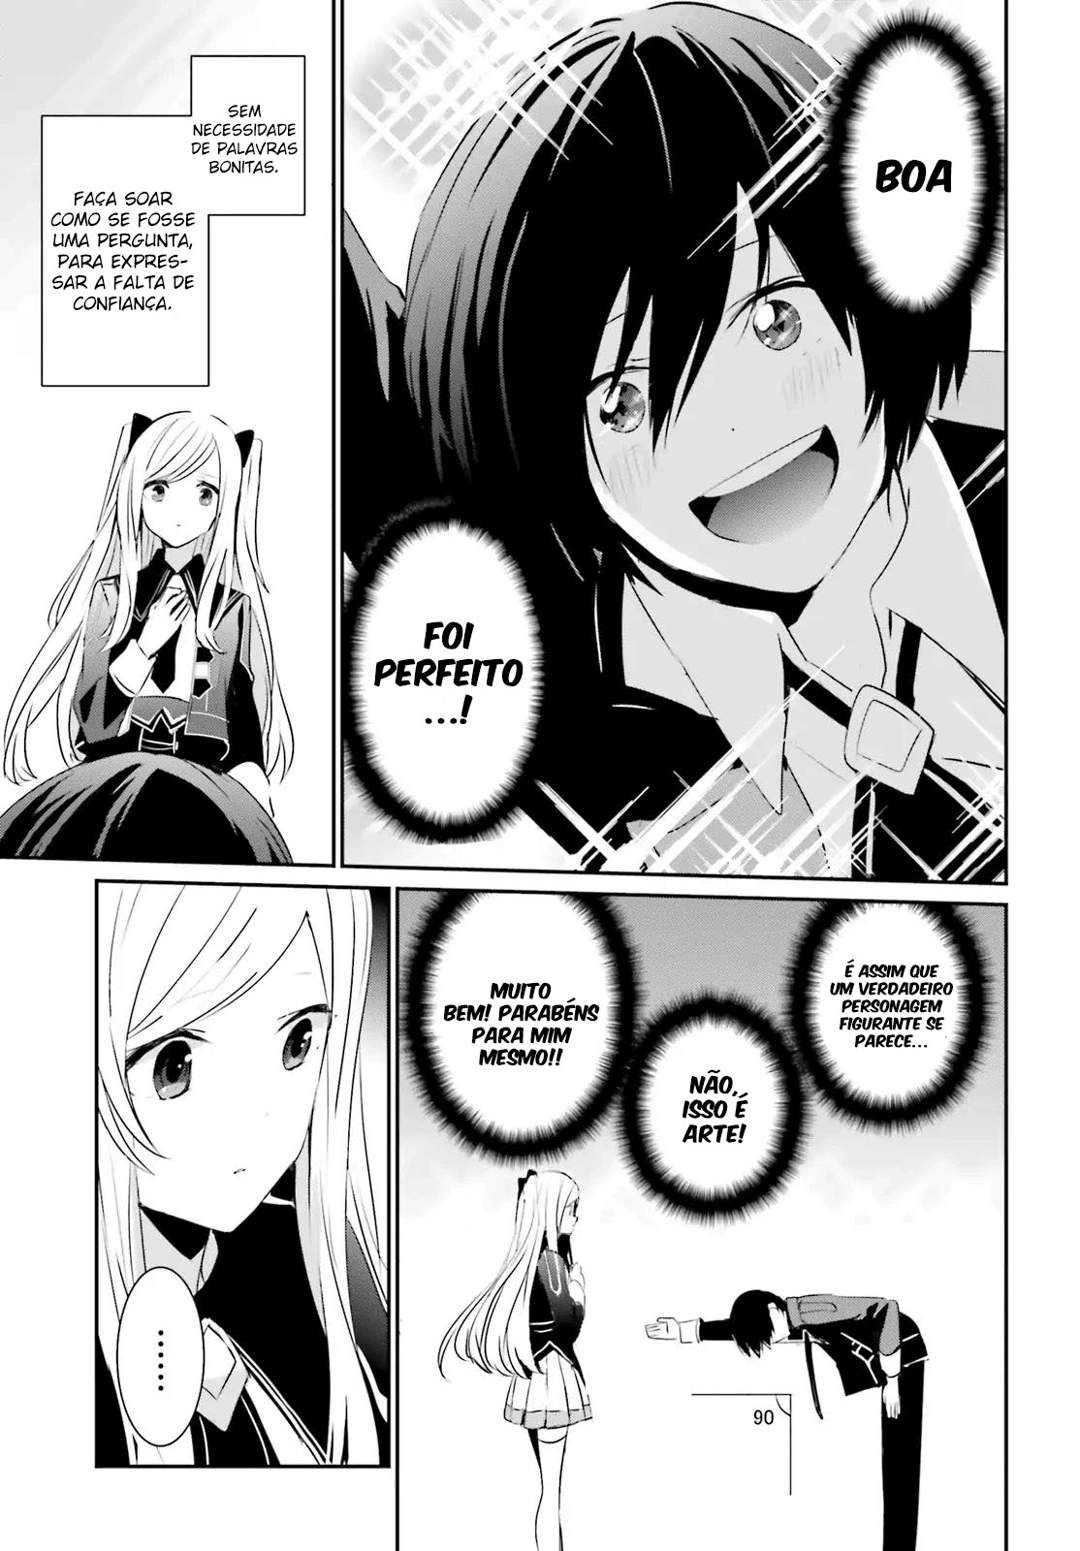 BOA
FOI
PERFEITO
...!
SEM
NECESSIDADE
DE PALAVRAS
BONITAS.
FAÇA SOAR
COMO SE FOSSE
UMA PERGUNTA,
PARA EXPRES-
SAR A FALTA DE
CONFIANÇA.
É ASSIM QUE
UM VERDADEIRO
PERSONAGEM
FIGURANTE SE
PARECE...
NÃO,
ISSO É
ARTE!
MUITO
BEM! PARABÉNS
PARA MIM
MESMO!!
90
......